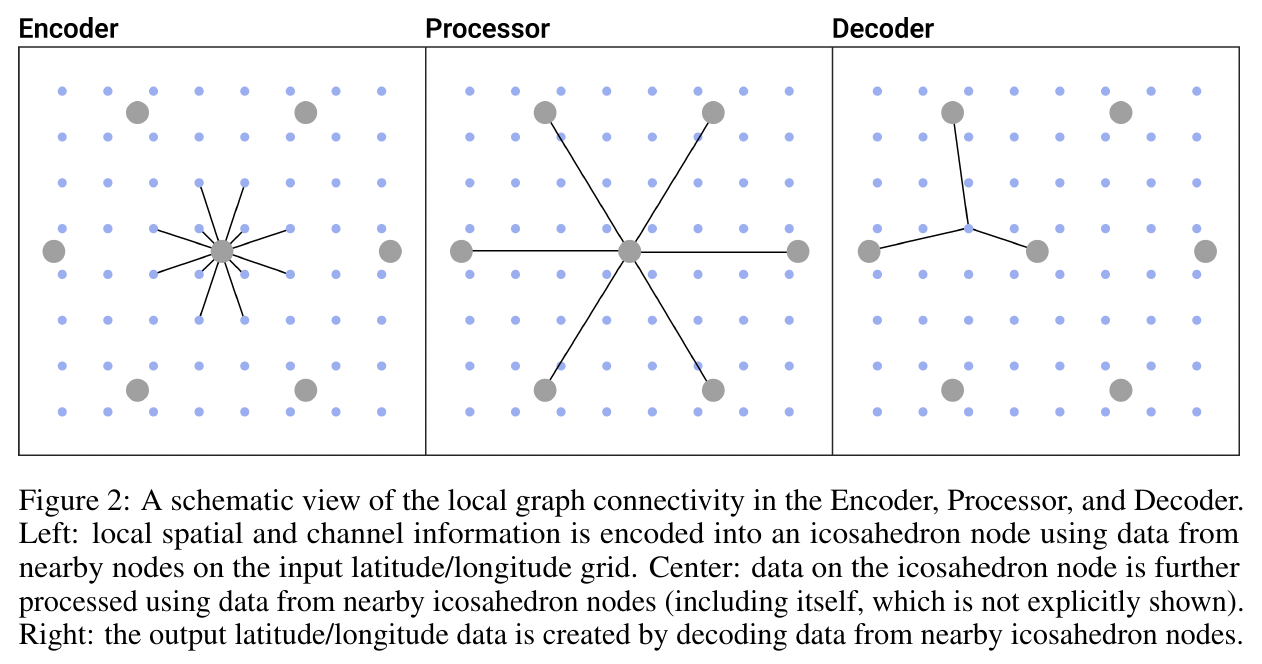 Encoder
Processor
Decoder
Figure 2: A schematic view of the local graph connectivity in the Encoder, Processor, and Decoder.
Left: local spatial and channel information is encoded into an icosahedron node using data from
nearby nodes on the input latitude/longitude grid. Center: data on the icosahedron node is further
processed using data from nearby icosahedron nodes (including itself, which is not explicitly shown).
Right: the output latitude/longitude data is created by decoding data from nearby icosahedron nodes.